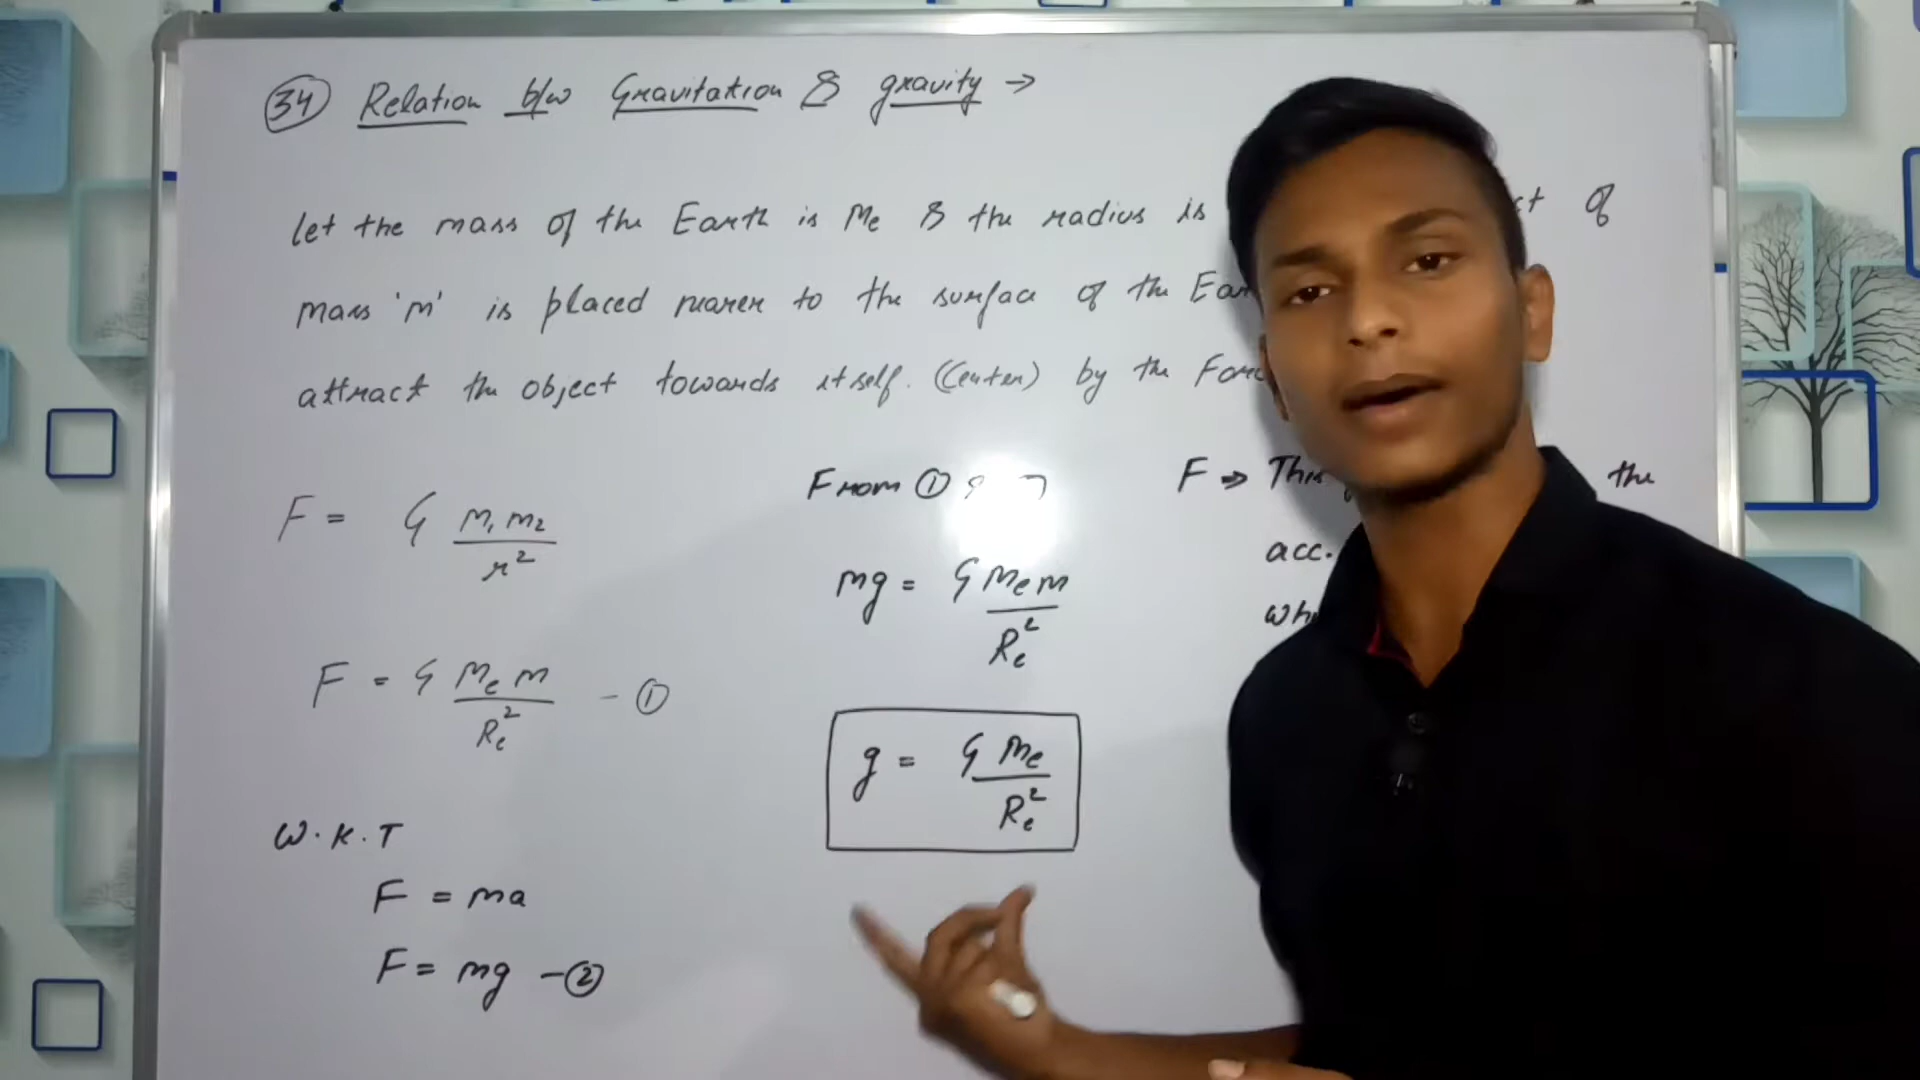 34 Relation b/w Gravitation & gravity →
let the mass of the Earth is Me & the radius is of
mass 'm' is placed nearer to the surface of the
attract the object towards itself. (Center) by the
F = G m₁ m₂ / r²
F = G Me m / Re² - ①
W.K.T
F = ma
F = mg - ②
From ①
mg = G Me m / Re²
g = G Me / Re²
F ⇒ the
acc.